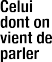 Celui
dont on
vient de
parler